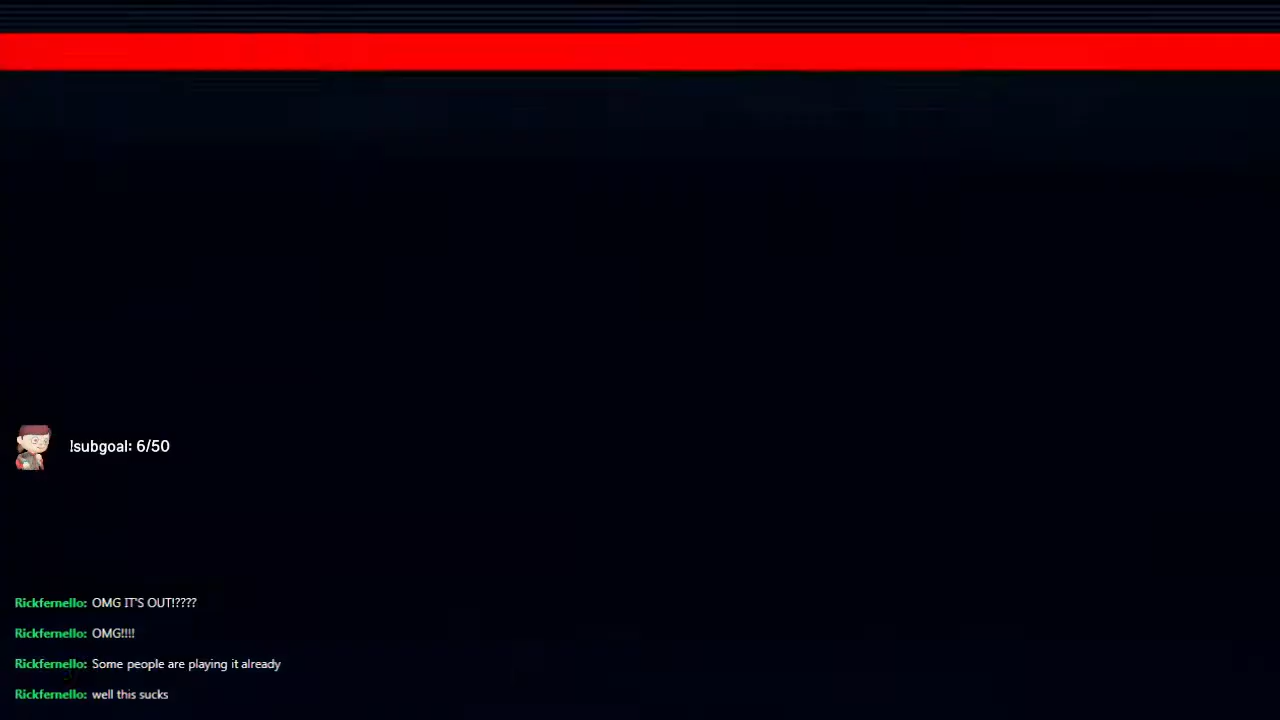 !subgoal: 6/50
Rickfernello: OMG IT'S OUT!????
Rickfernello: OMG!!!!
Rickfernello: Some people are playing it already
Rickfernello: well this sucks